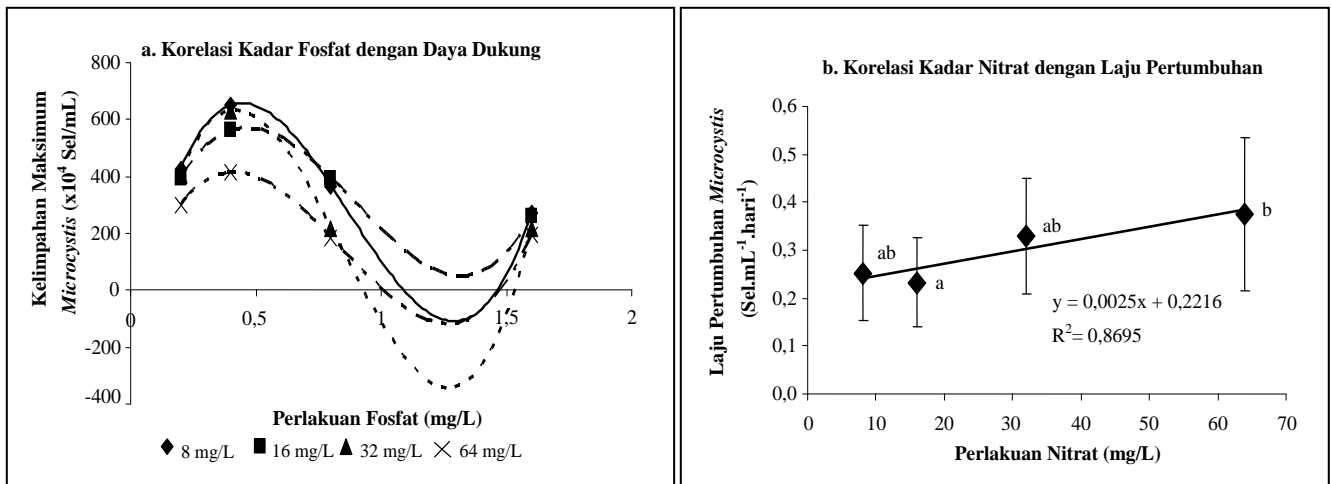 a. Korelasi Kadar Fosfat dengan Daya Dukung
Kelimpahan Maksimum
Microcystis (x10⁴ Sel/mL)
800
600
400
200
0
-200
-400
0
0,5
1
1,5
2
Perlakuan Fosfat (mg/L)
8 mg/L
16 mg/L
32 mg/L
64 mg/L
b. Korelasi Kadar Nitrat dengan Laju Pertumbuhan
Laju Pertumbuhan Microcystis
(Sel.mL⁻¹.hari⁻¹)
0,6
0,5
0,4
0,3
0,2
0,1
0,0
ab
a
ab
b
y = 0,0025x + 0,2216
R²= 0,8695
0
10
20
30
40
50
60
70
Perlakuan Nitrat (mg/L)